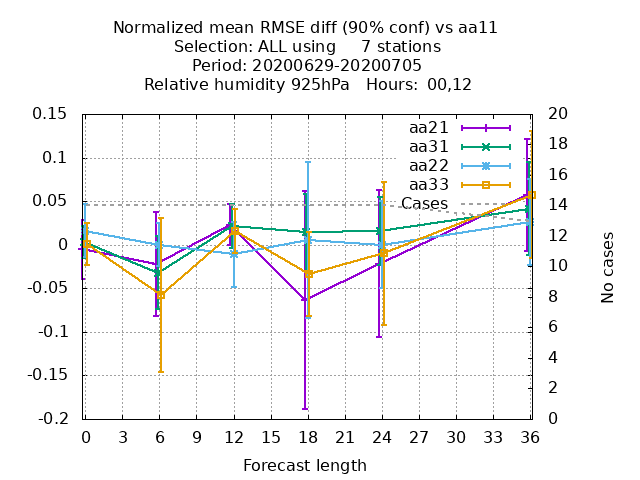 Normalized mean RMSE diff (90% conf) vs aa11
Selection: ALL using     7 stations
Period: 20200629-20200705
Relative humidity 925hPa   Hours:  00,12
0.15
0.1
0.05
0
-0.05
-0.1
-0.15
-0.2
20
18
16
14
12
10
8
6
4
2
0
aa21
aa31
aa22
aa33
Cases
No cases
0 3 6 9 12 15 18 21 24 27 30 33 36
Forecast length